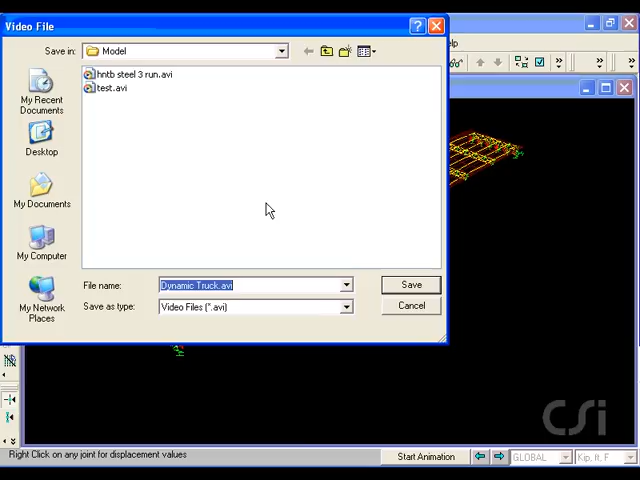 Video File
Save in:
Model
lp
hntb steel 3 run.avi
test.avi
My Recent
Documents
Desktop
My Documents
My Computer
My Network
Places
File name:
Dynamic Truck.avi
Save
Save as type:
Video Files (*.avi)
Cancel
CSi
Right Click on any joint for displacement values
Start Animation
GLOBAL
Kip, ft, F